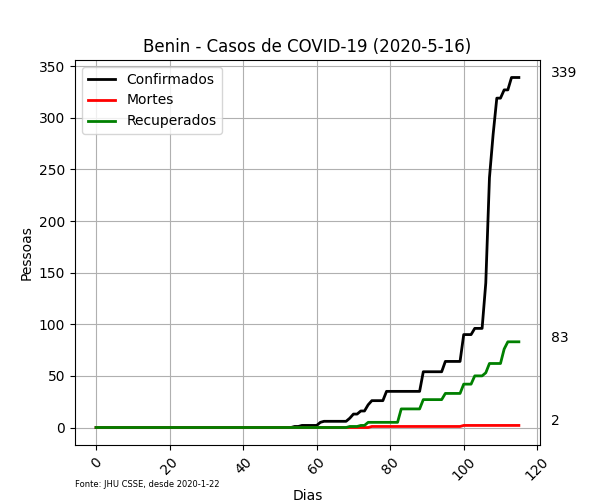 Benin - Casos de COVID-19 (2020-5-16)
Confirmados
Mortes
Recuperados
350
300
250
200
150
100
50
0
Pessoas
339
83
2
0
20
40
60
80
100
120
Fonte: JHU CSSE, desde 2020-1-22
Dias